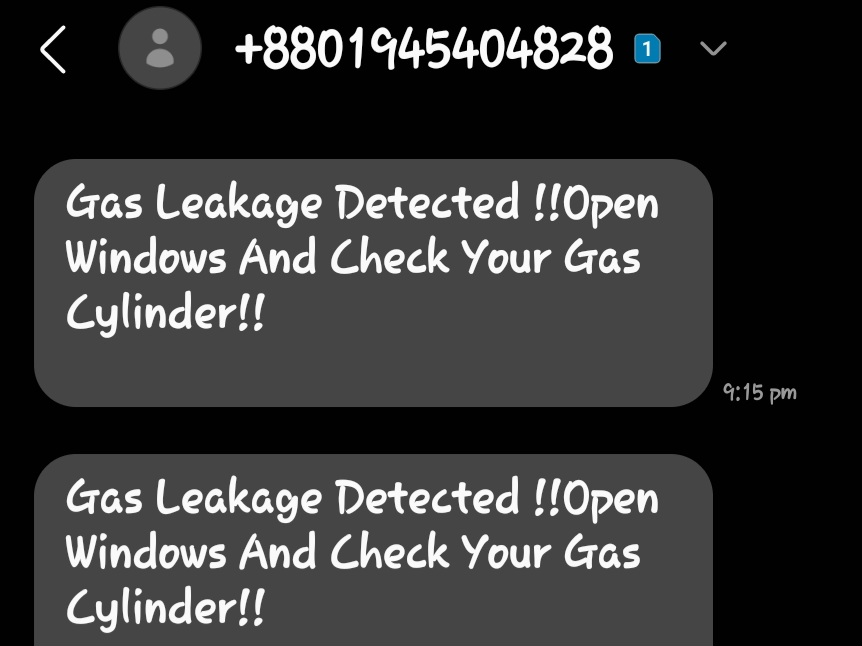 +8801945404828 1
Gas Leakage Detected !!Open
Windows And Check Your Gas
Cylinder!!
9:15 pm
Gas Leakage Detected !!Open
Windows And Check Your Gas
Cylinder!!